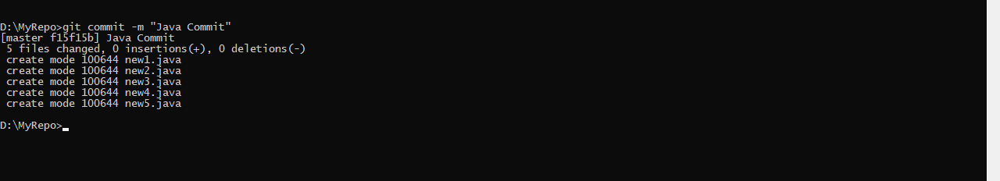 D:\MyRepo>git commit -m "Java Commit"
[master f15f15b] Java Commit
 5 files changed, 0 insertions(+), 0 deletions(-)
 create mode 100644 new1.java
 create mode 100644 new2.java
 create mode 100644 new3.java
 create mode 100644 new4.java
 create mode 100644 new5.java
D:\MyRepo>